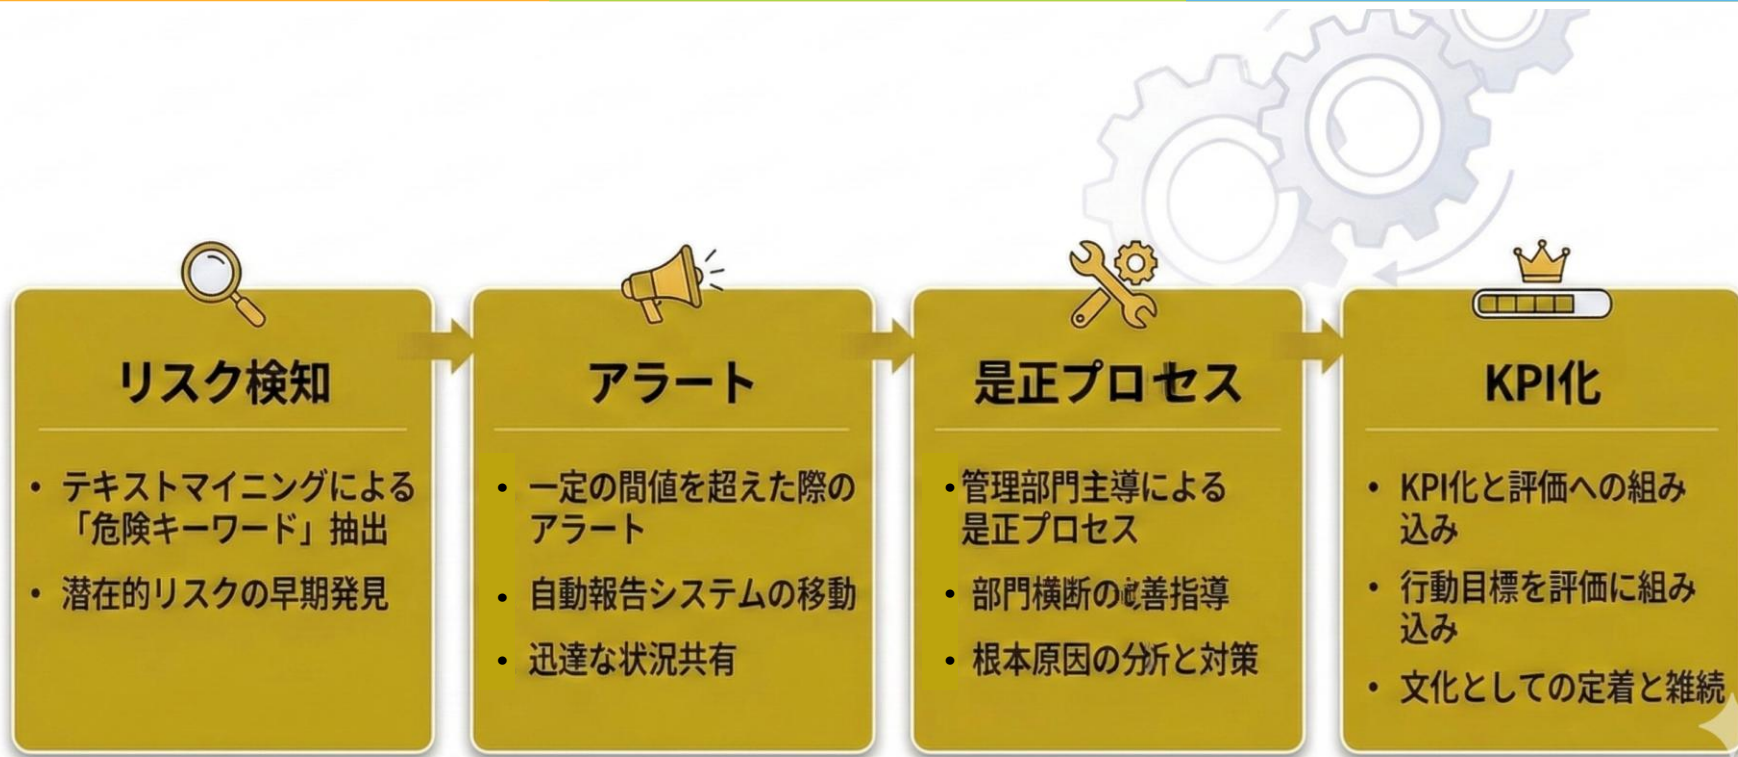 リスク検知
・テキストマイニングによる
「危険キーワード」抽出
・潜在的リスクの早期発見
アラート
・一定の間値を超えた際の
アラート
・自動報告システムの移動
・迅達な状況共有
是正プロセス
・管理部門主導による
是正プロセス
・部門横断の善指導
・根本原因の分析と対策
KPI化
・KPI化と評価への組み
込み
・行動目標を評価に組み
込み
・文化としての定着と雑続